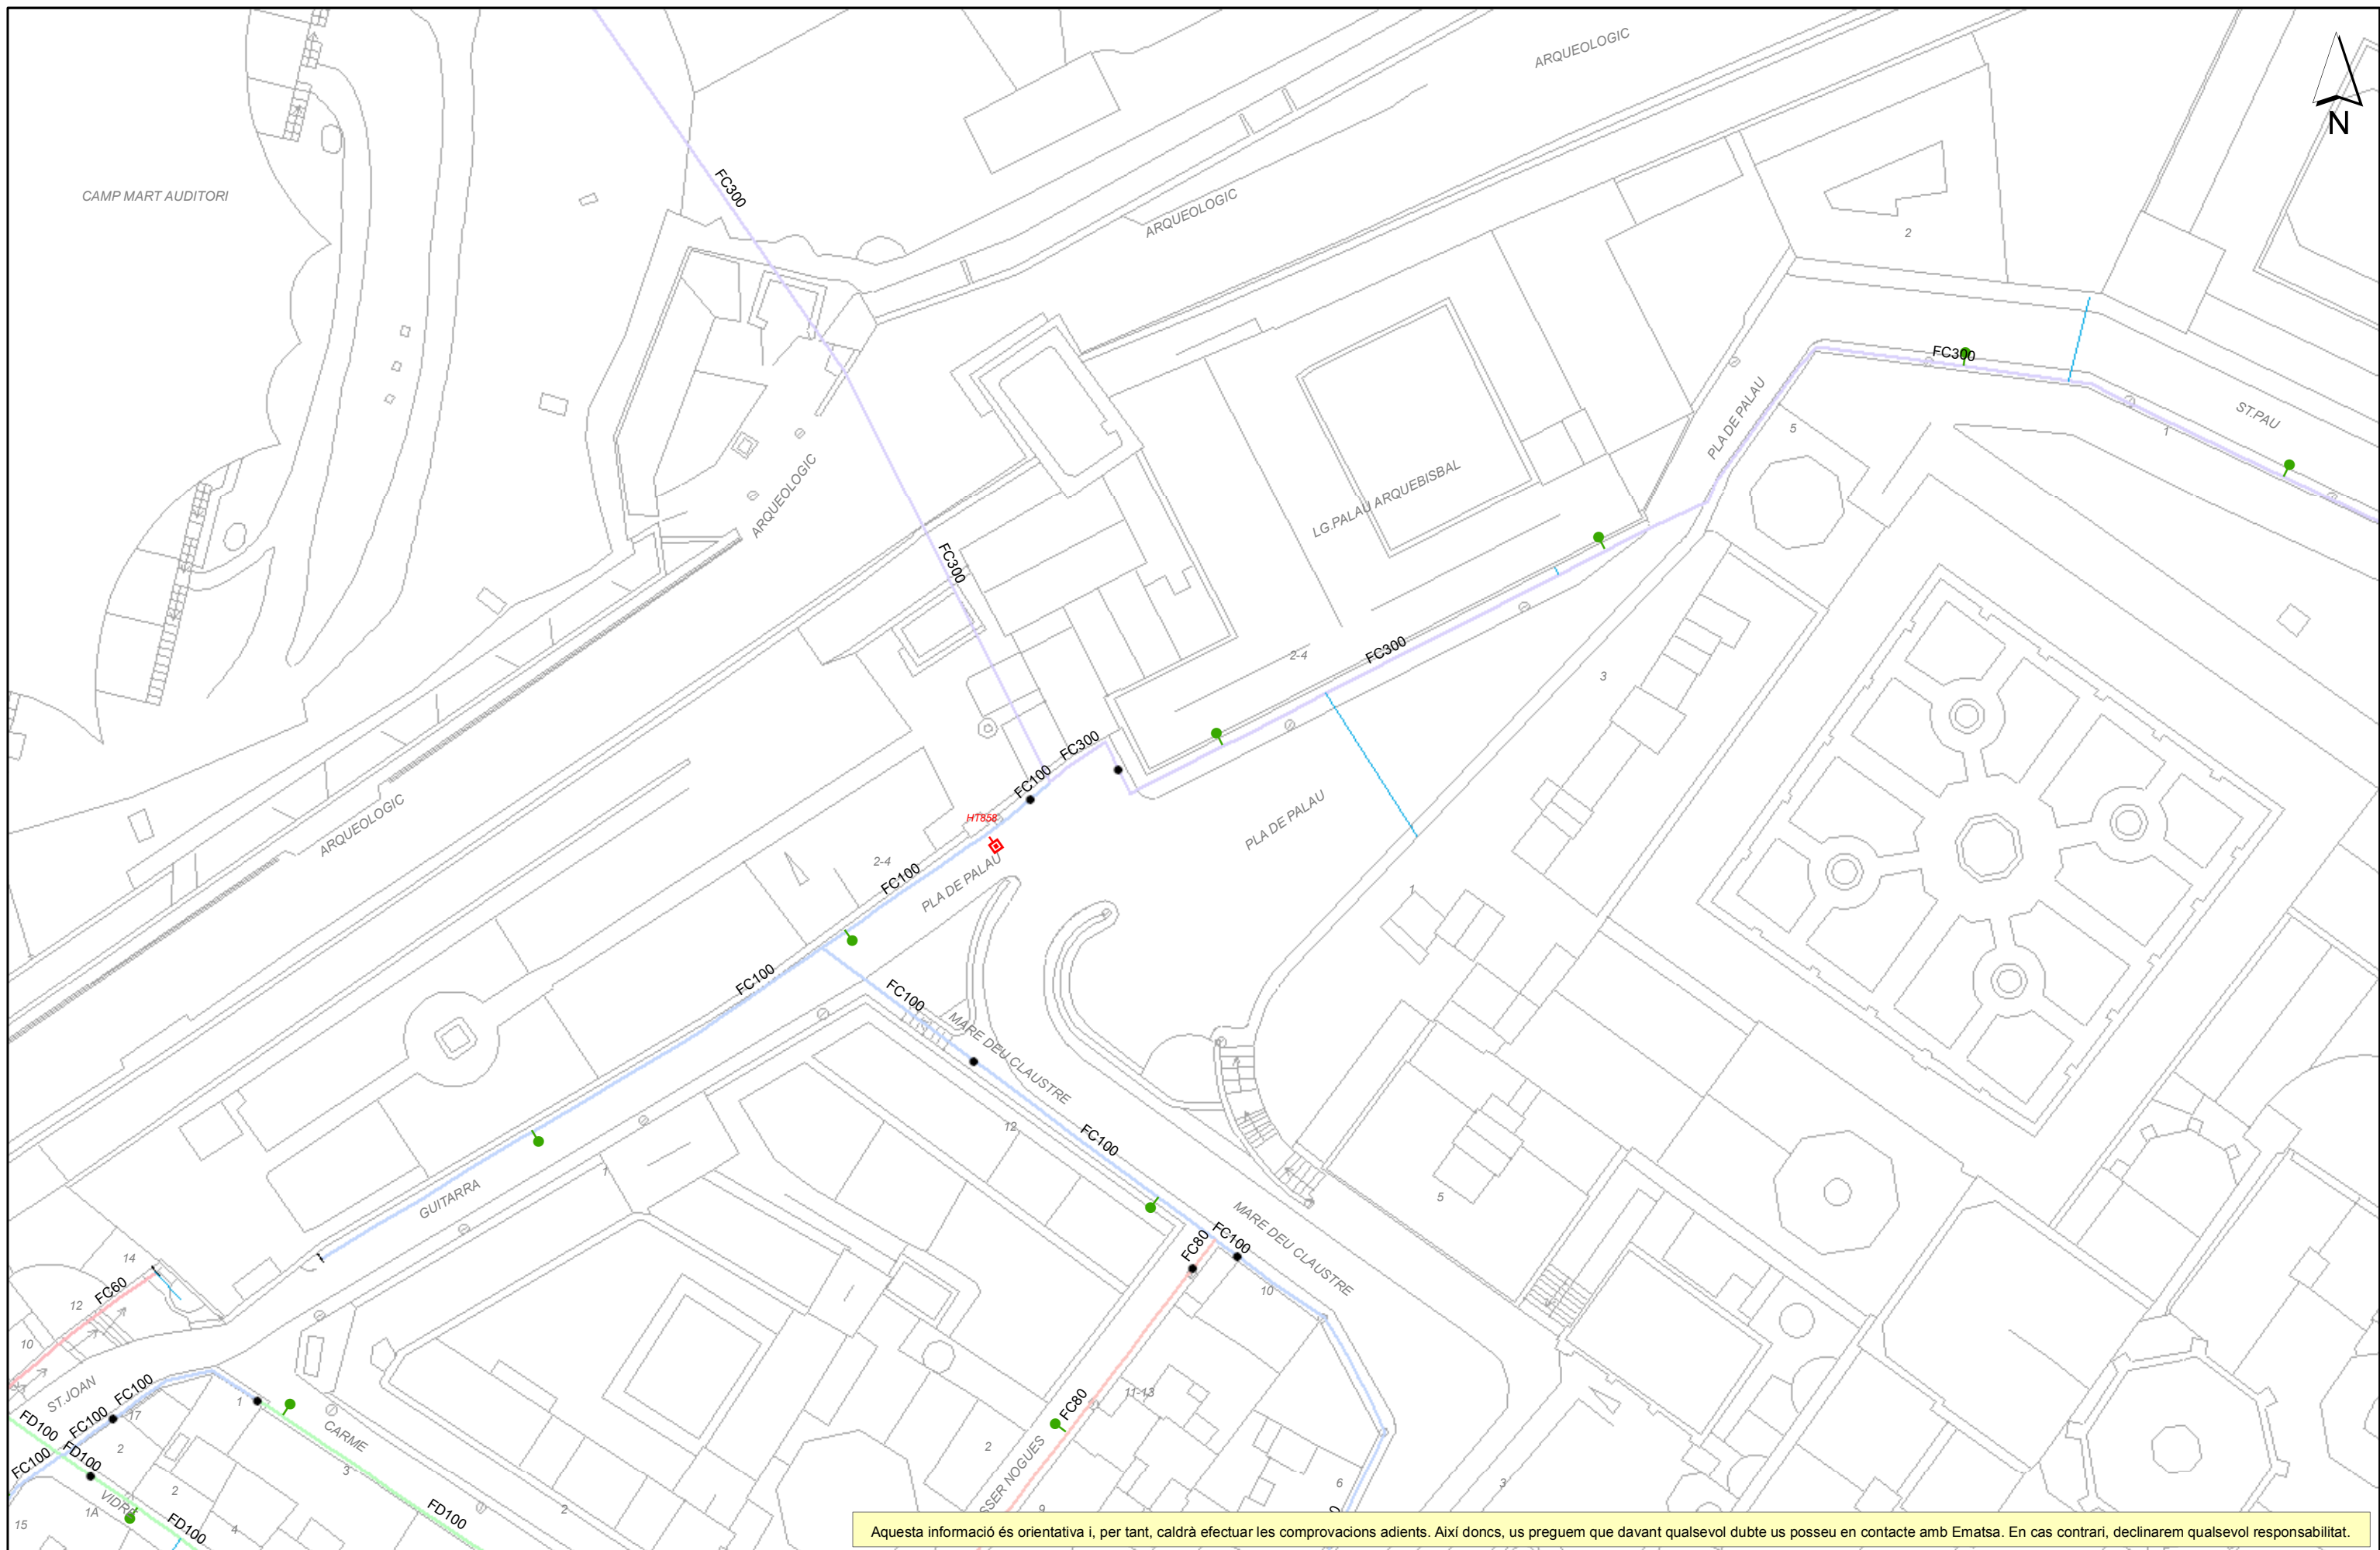 ARQUEOLOGIC
N
FC300
CAMP MART AUDITORI
ARQUEOLOGIC
2
FC300
PLA DE PALAU
5
ST.PAU
1
ARQUEOLOGIC
LG.PALAU ARQUEBISBAL
FC300
2-4
FC300
3
FC300
FC100
HT858
PLA DE PALAU
ARQUEOLOGIC
2-4
FC100
PLA DE PALAU
1
FC100
FC100
MARE DEU CLAUSTRE
12
FC100
1
GUITARRA
5
MARE DEU CLAUSTRE
FC80
FC100
14
12
FC60
10
10
ST.JOAN
FC100
1
11-13
FC80
FC100
17
FD100
CARME
2
FC100
FD100
2
3
2
6
3
VIDRE
1A
15
4
FD100
FD100
2
SSER NOGUES
9
Aquesta informació és orientativa i, per tant, caldrà efectuar les comprovacions adients. Així doncs, us preguem que davant qualsevol dubte us posseu en contacte amb Ematsa. En cas contrari, declinarem qualsevol responsabilitat.